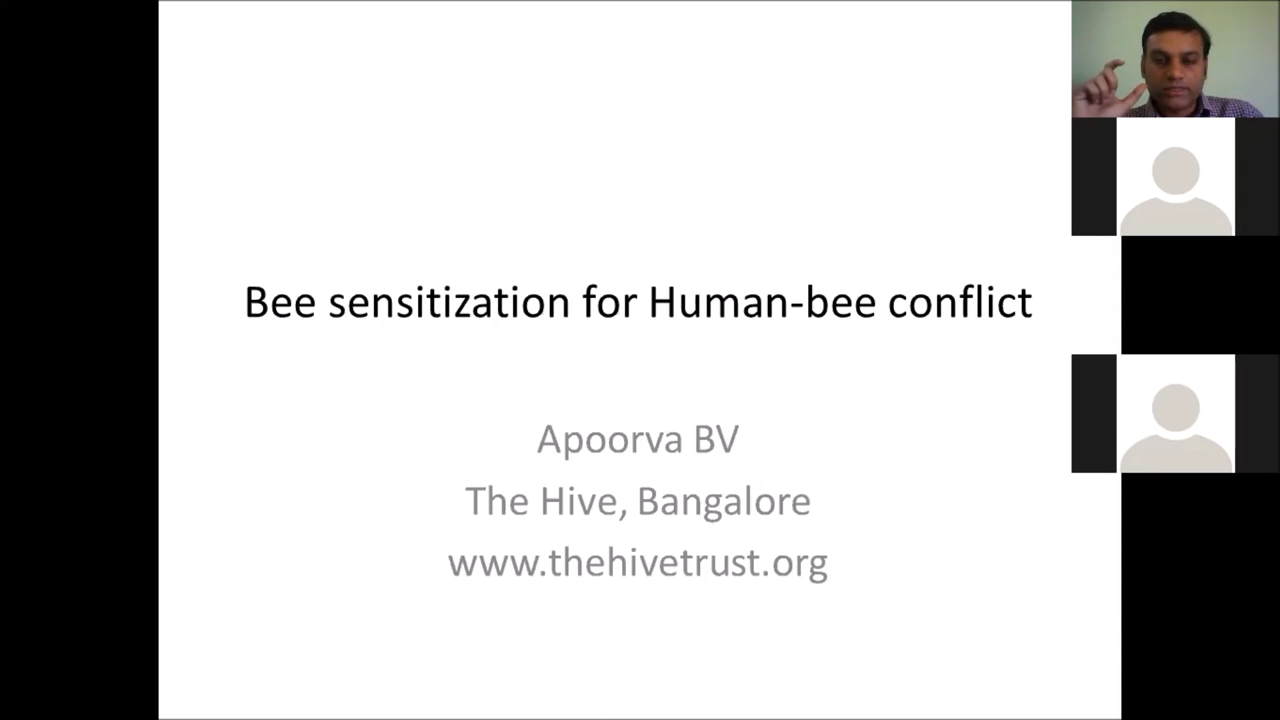 Bee sensitization for Human-bee conflict
Apoorva BV
The Hive, Bangalore
www.thehivetrust.org